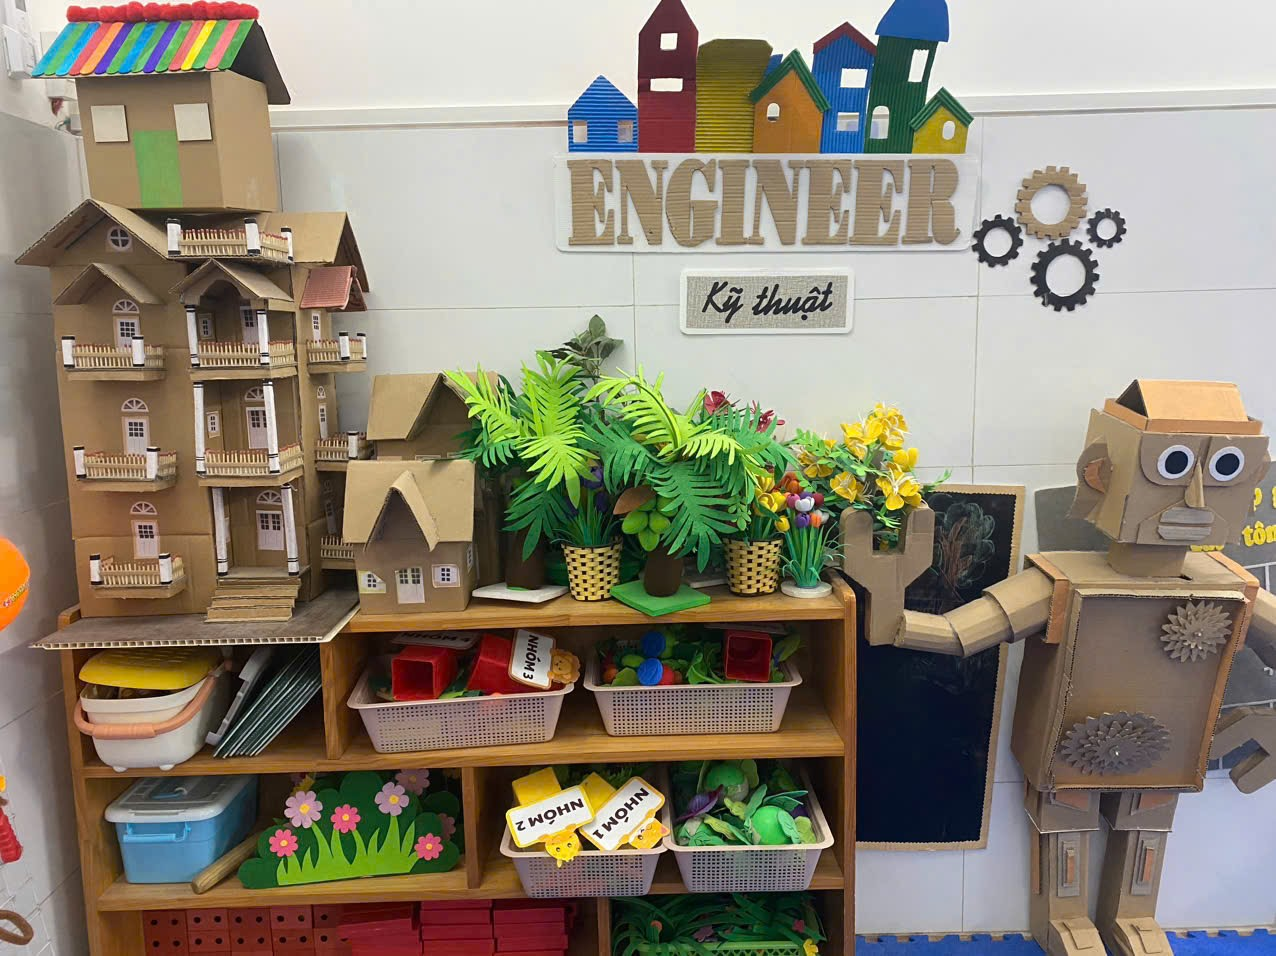 ENGINEER
Kỹ thuật
NHÓM 3
NHÓM 2
NHÓM 1